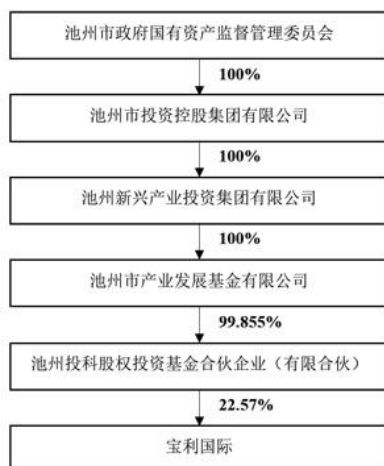 池州市政府国有资产监督管理委员会
100%
池州市投资控股集团有限公司
100%
池州新兴产业投资集团有限公司
100%
池州市产业发展基金有限公司
99.855%
池州投科股权投资基金合伙企业（有限合伙）
22.57%
宝利国际